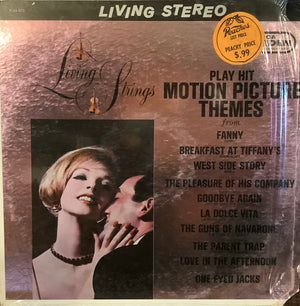 LIVING STEREO
Peaches
LIST PRICE
PEACHY PRICE
$.99
Living Strings
PLAY HIT
MOTION PICTURE
THEMES
from
FANNY
BREAKFAST AT TIFFANY'S
WEST SIDE STORY
THE PLEASURE OF HIS COMPANY
GOODBYE AGAIN
LA DOLCE VITA
THE GUNS OF NAVARONE
THE PARENT TRAP
LOVE IN THE AFTERNOON
ONE EYED JACKS